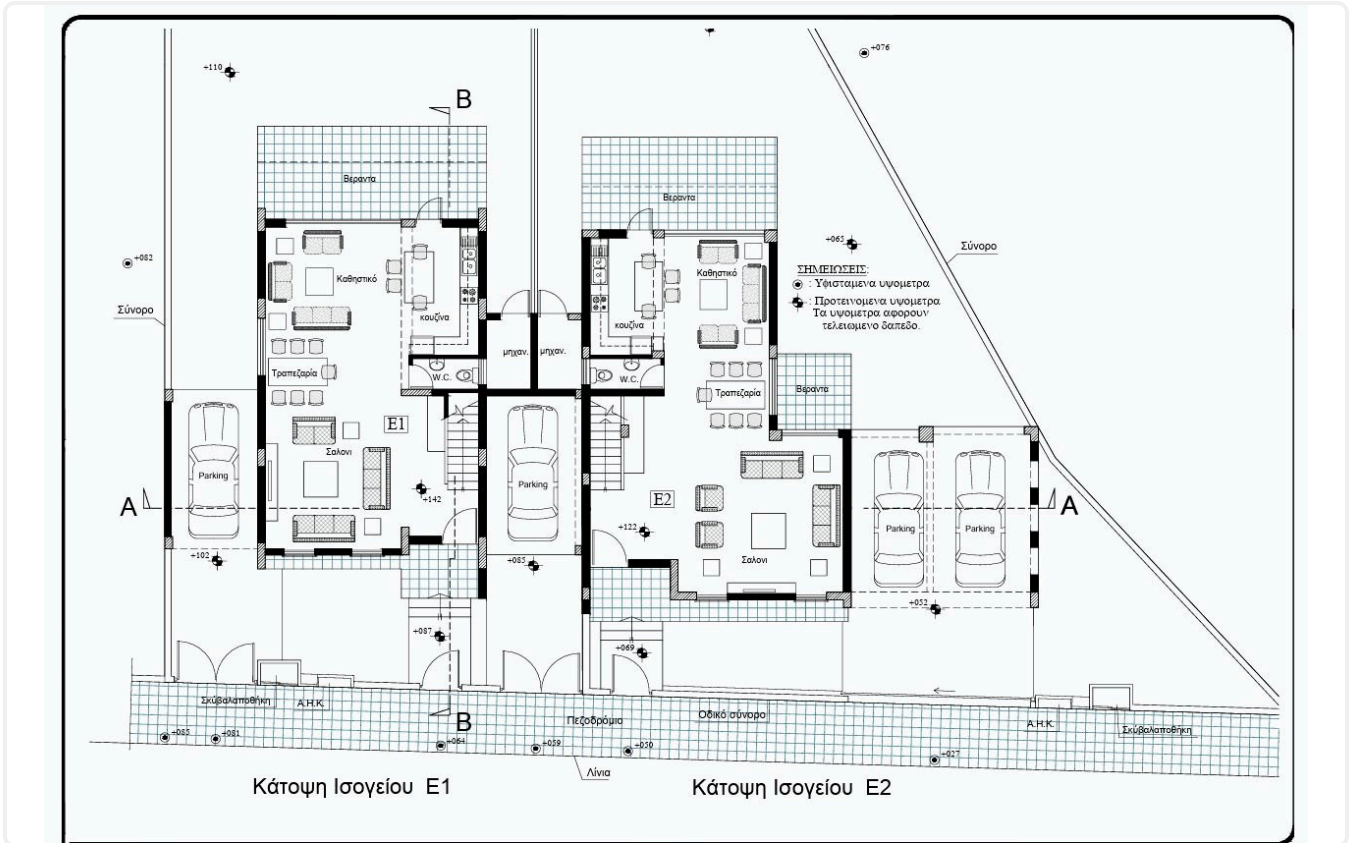 +076
+110
B
Βεραντα
Βεραντα
+065
Σύνορο
+082
Καθηστικό
Καθηστικό
ΣΗΜΕΙΩΣΕΙΣ:
: Υφισταμενα υψομετρα
: Προτεινομενα υψομετρα
Τα υψομετρα αφορουν
τελειωμενο δαπεδο.
Σύνορο
κουζίνα
κουζίνα
μηχαν.
μηχαν.
Τραπεζαρία
W.C.
W.C.
Τραπεζαρία
Βεραντα
E1
Σαλονι
Parking
Parking
Parking
Parking
+142
E2
A
A
+122
Σαλονι
+102
+085
+052
+087
+069
Σκύβαλαποθήκη
Α.Η.Κ.
B
Πεζοδρόμιο
Οδικό σύνορο
Α.Η.Κ.
Σκύβαλαποθήκη
+085
+081
+064
+059
+050
+027
Λίνια
Κάτοψη Ισογείου E1
Κάτοψη Ισογείου E2